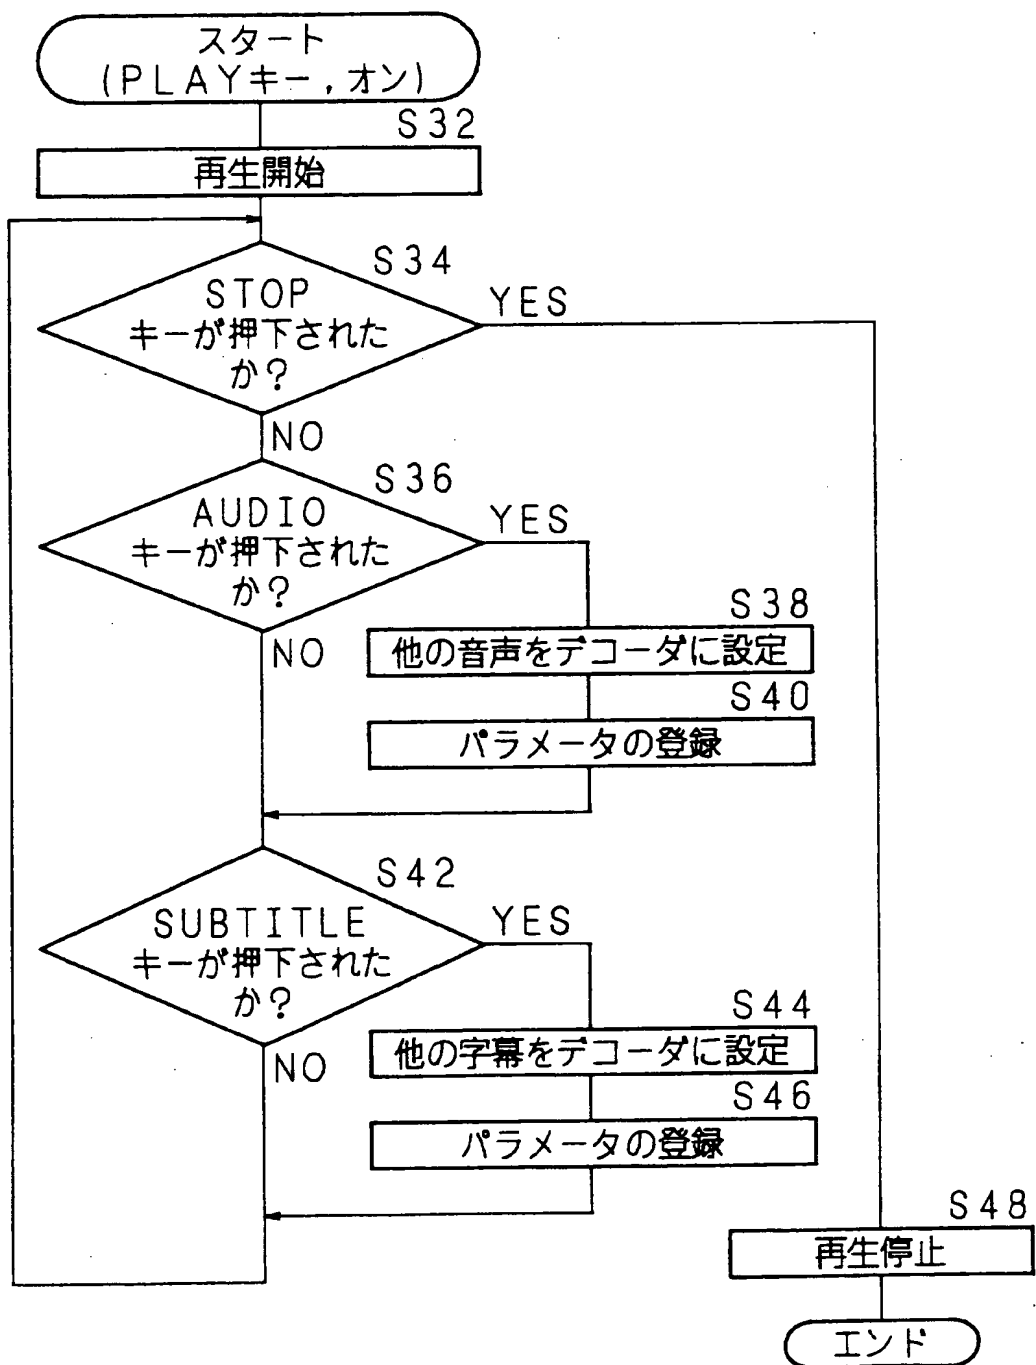 スタート
(PLAYキー,オン)
S32
再生開始
S34
STOP
キーが押下された
か?
YES
NO
S36
AUDIO
キーが押下された
か?
YES
NO
S38
他の音声をデコーダに設定
S40
パラメータの登録
S42
SUBTITLE
キーが押下された
か?
YES
NO
S44
他の字幕をデコーダに設定
S46
パラメータの登録
S48
再生停止
エンド